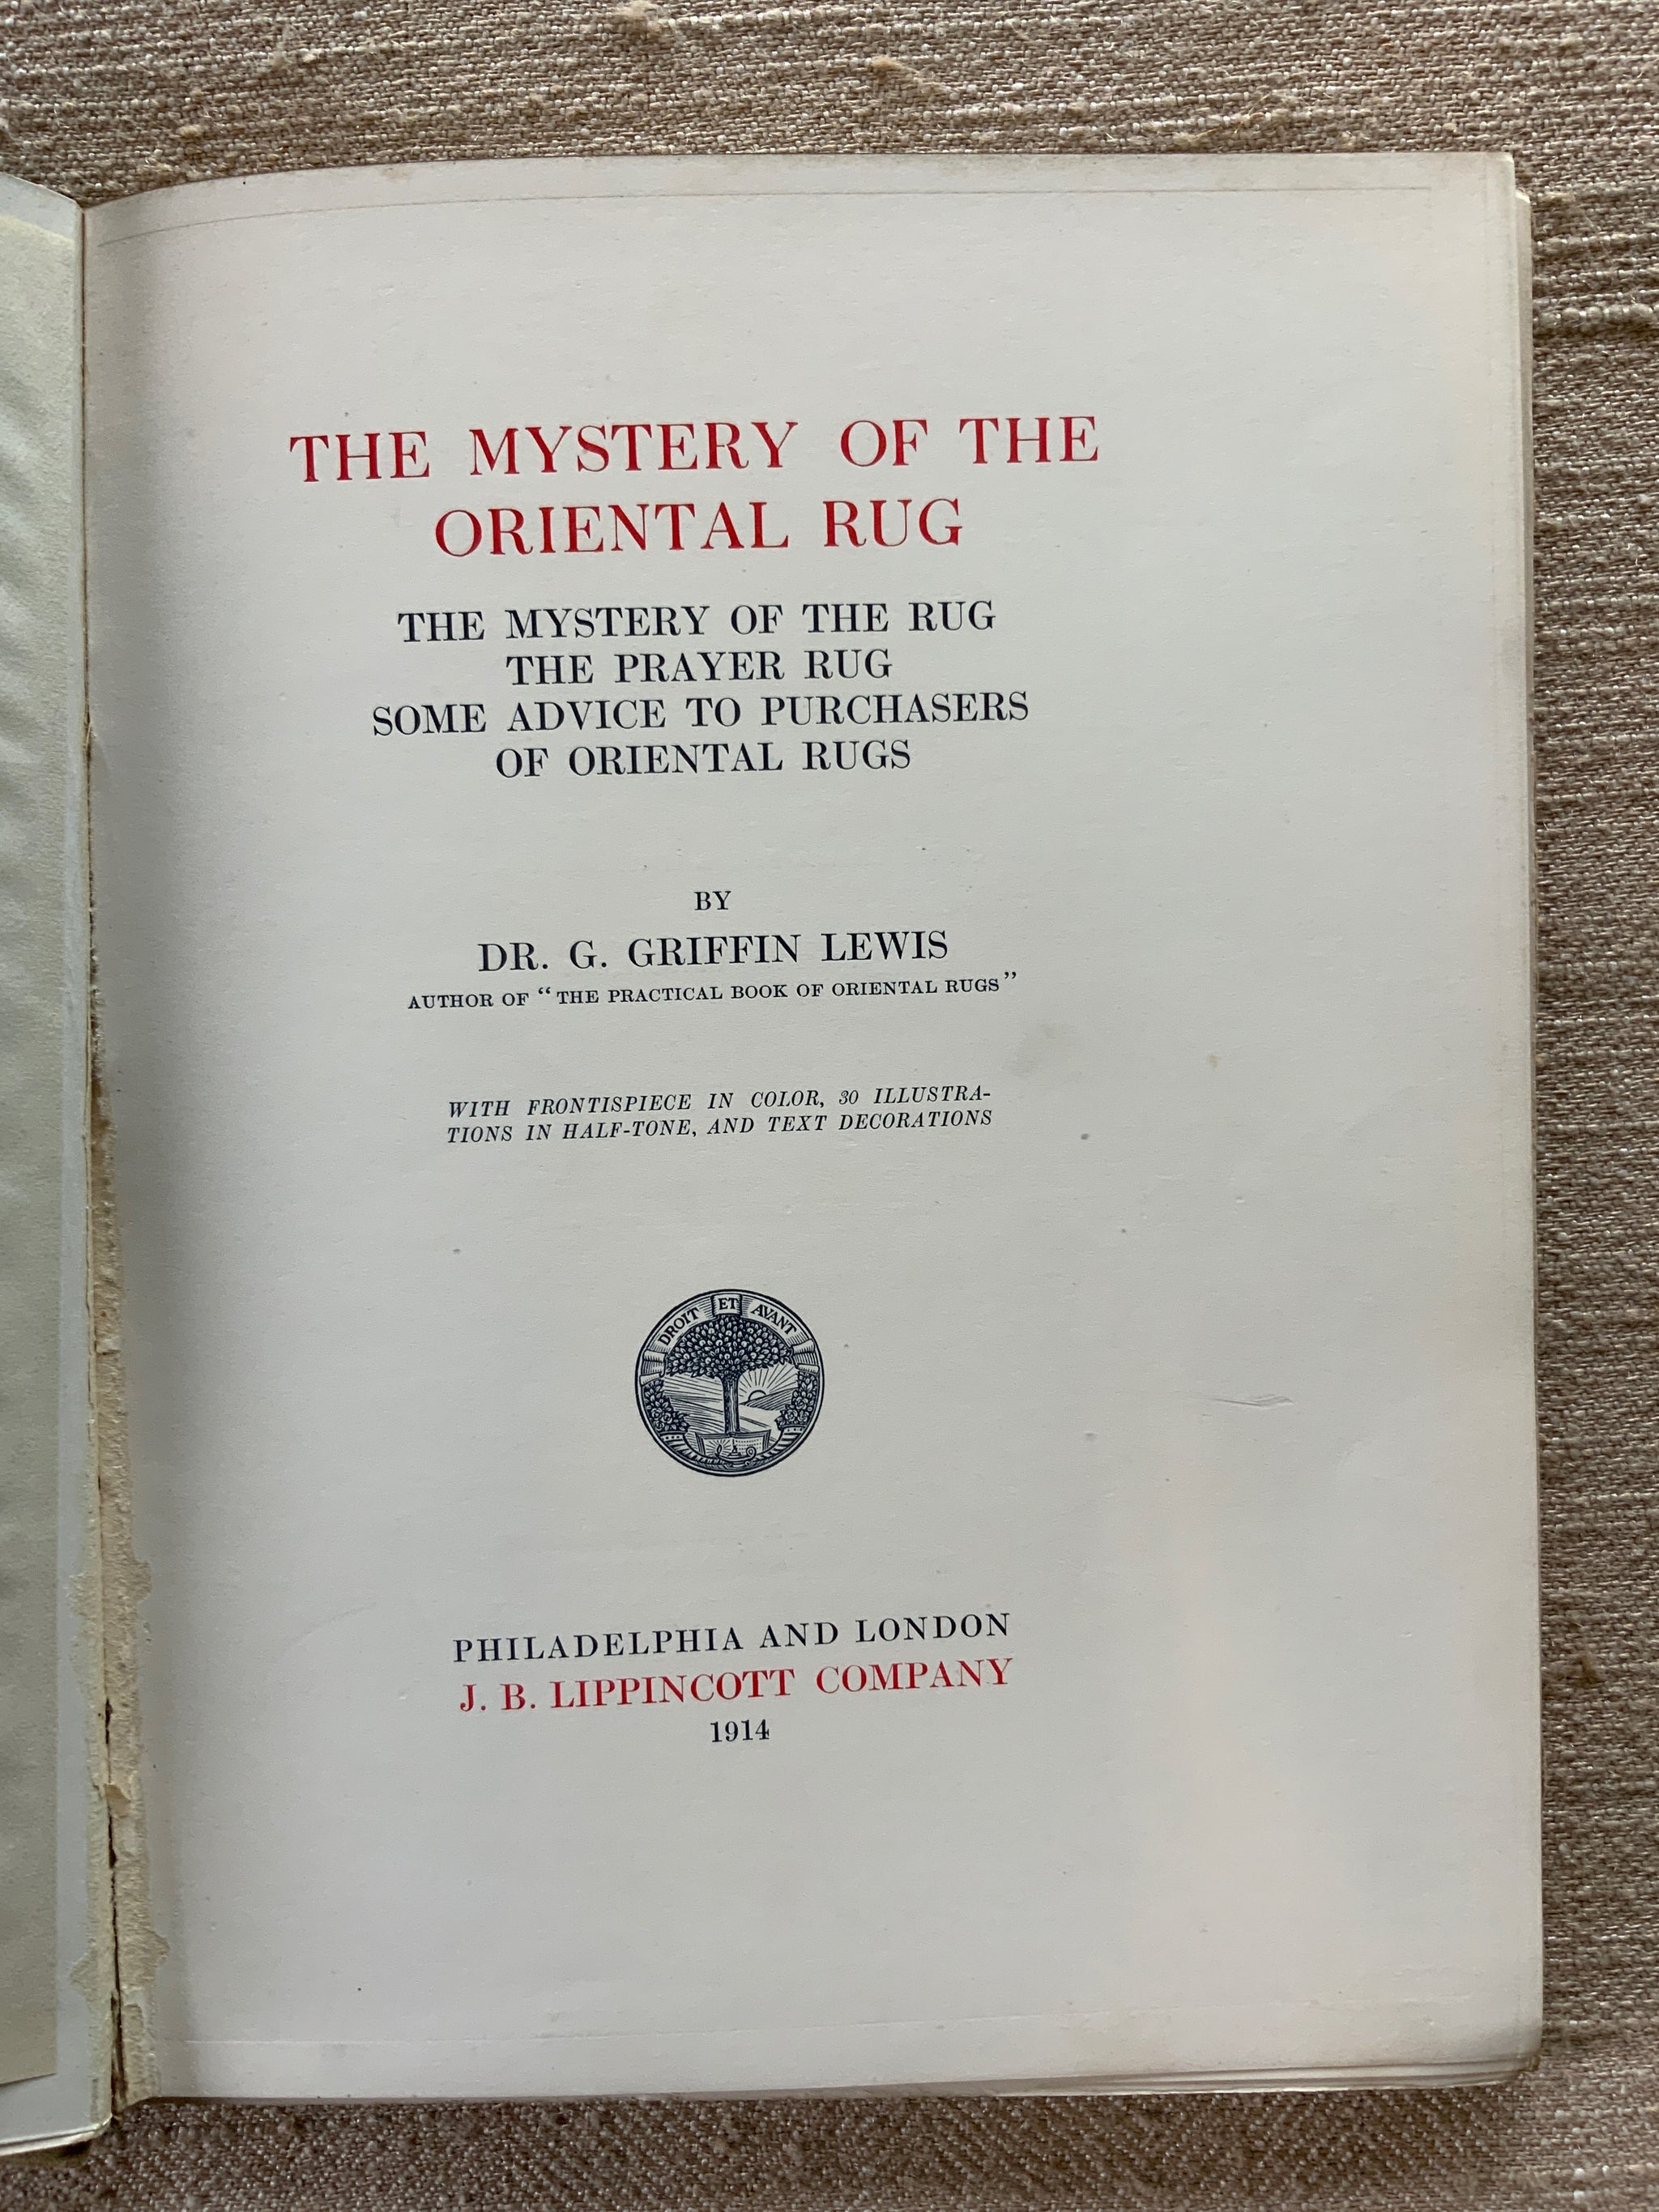 THE MYSTERY OF THE
ORIENTAL RUG
THE MYSTERY OF THE RUG
THE PRAYER RUG
SOME ADVICE TO PURCHASERS
OF ORIENTAL RUGS
BY
DR. G. GRIFFIN LEWIS
AUTHOR OF “THE PRACTICAL BOOK OF ORIENTAL RUGS”
WITH FRONTISPIECE IN COLOR, 30 ILLUSTRA-
TIONS IN HALF-TONE, AND TEXT DECORATIONS
DROIT ET AVANT
PHILADELPHIA AND LONDON
J. B. LIPPINCOTT COMPANY
1914